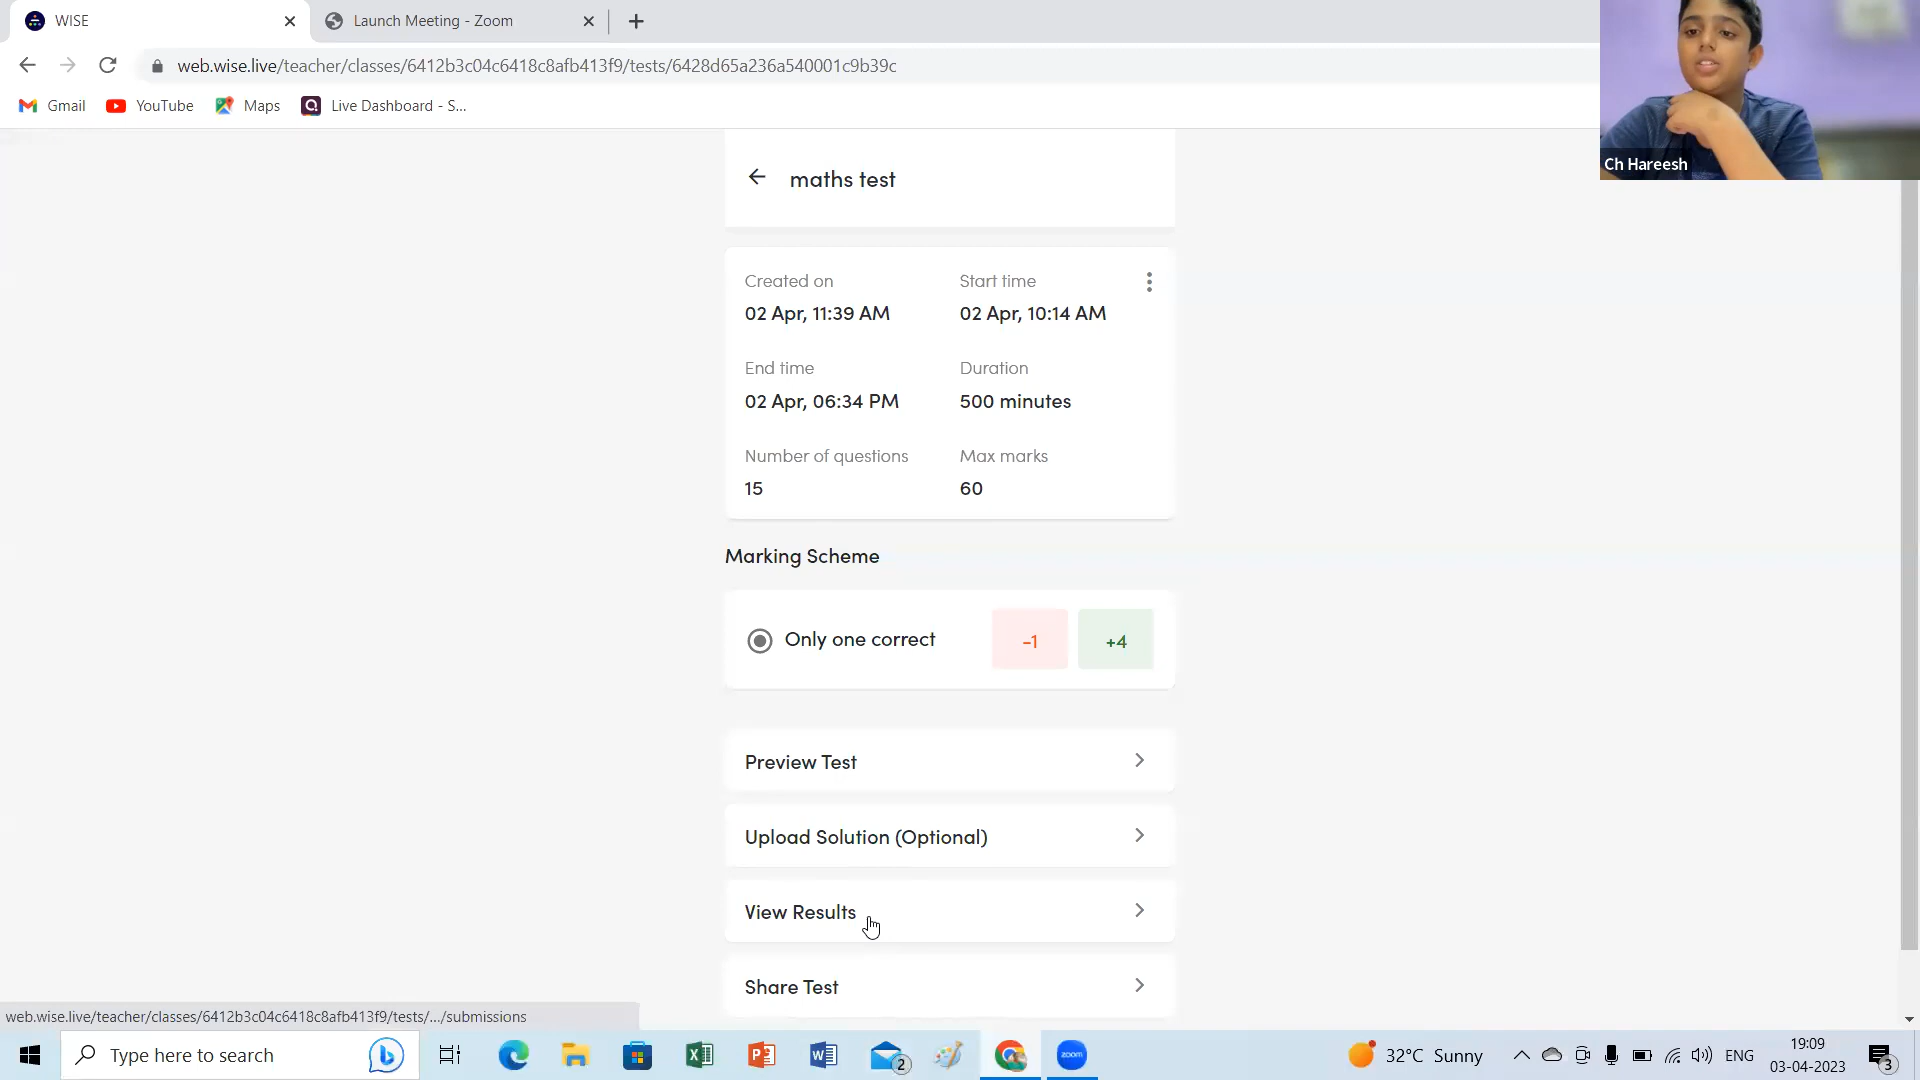 WISE
Launch Meeting - Zoom
web.wise.live/teacher/classes/6412b3c04c6418c8afb413f9/tests/6428d65a236a540001c9b39c
Gmail
YouTube
Maps
Live Dashboard - S...
Ch Hareesh
maths test
Created on
Start time
02 Apr, 11:39 AM
02 Apr, 10:14 AM
End time
Duration
02 Apr, 06:34 PM
500 minutes
Number of questions
Max marks
15
60
Marking Scheme
Only one correct
-1
+4
Preview Test
Upload Solution (Optional)
View Results
Share Test
web.wise.live/teacher/classes/6412b3c04c6418c8afb413f9/tests/.../submissions
Type here to search
2
zoom
32°C Sunny
ENG
19:09
03-04-2023
3